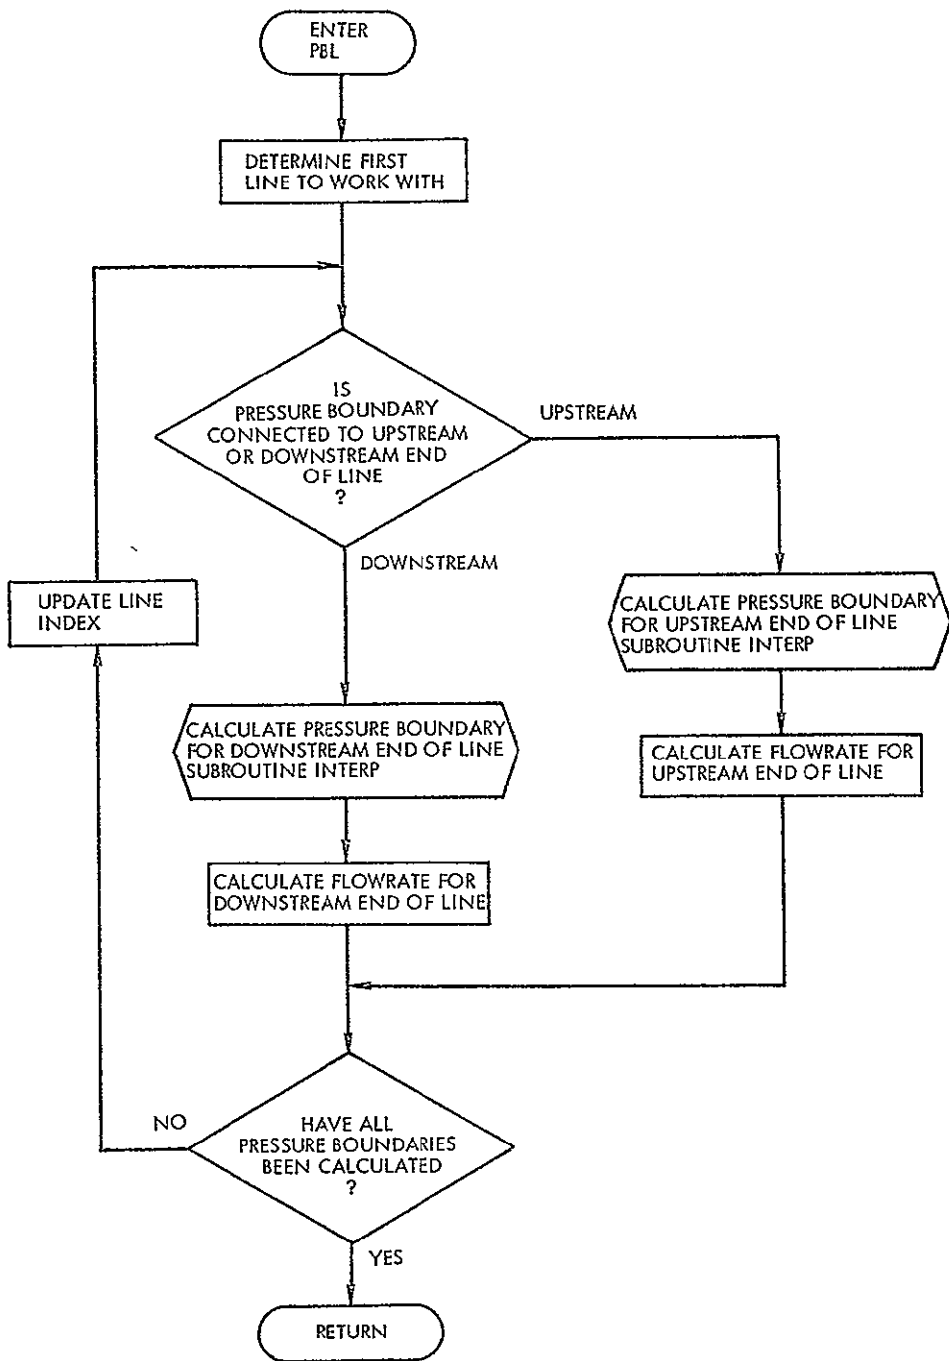 ENTER
PBL
DETERMINE FIRST
LINE TO WORK WITH
IS
PRESSURE BOUNDARY
CONNECTED TO UPSTREAM
OR DOWNSTREAM END
OF LINE
?
UPSTREAM
DOWNSTREAM
UPDATE LINE
INDEX
CALCULATE PRESSURE BOUNDARY
FOR UPSTREAM END OF LINE
SUBROUTINE INTERP
CALCULATE PRESSURE BOUNDARY
FOR DOWNSTREAM END OF LINE
SUBROUTINE INTERP
CALCULATE FLOWRATE FOR
UPSTREAM END OF LINE
CALCULATE FLOWRATE FOR
DOWNSTREAM END OF LINE
NO
HAVE ALL
PRESSURE BOUNDARIES
BEEN CALCULATED
?
YES
RETURN